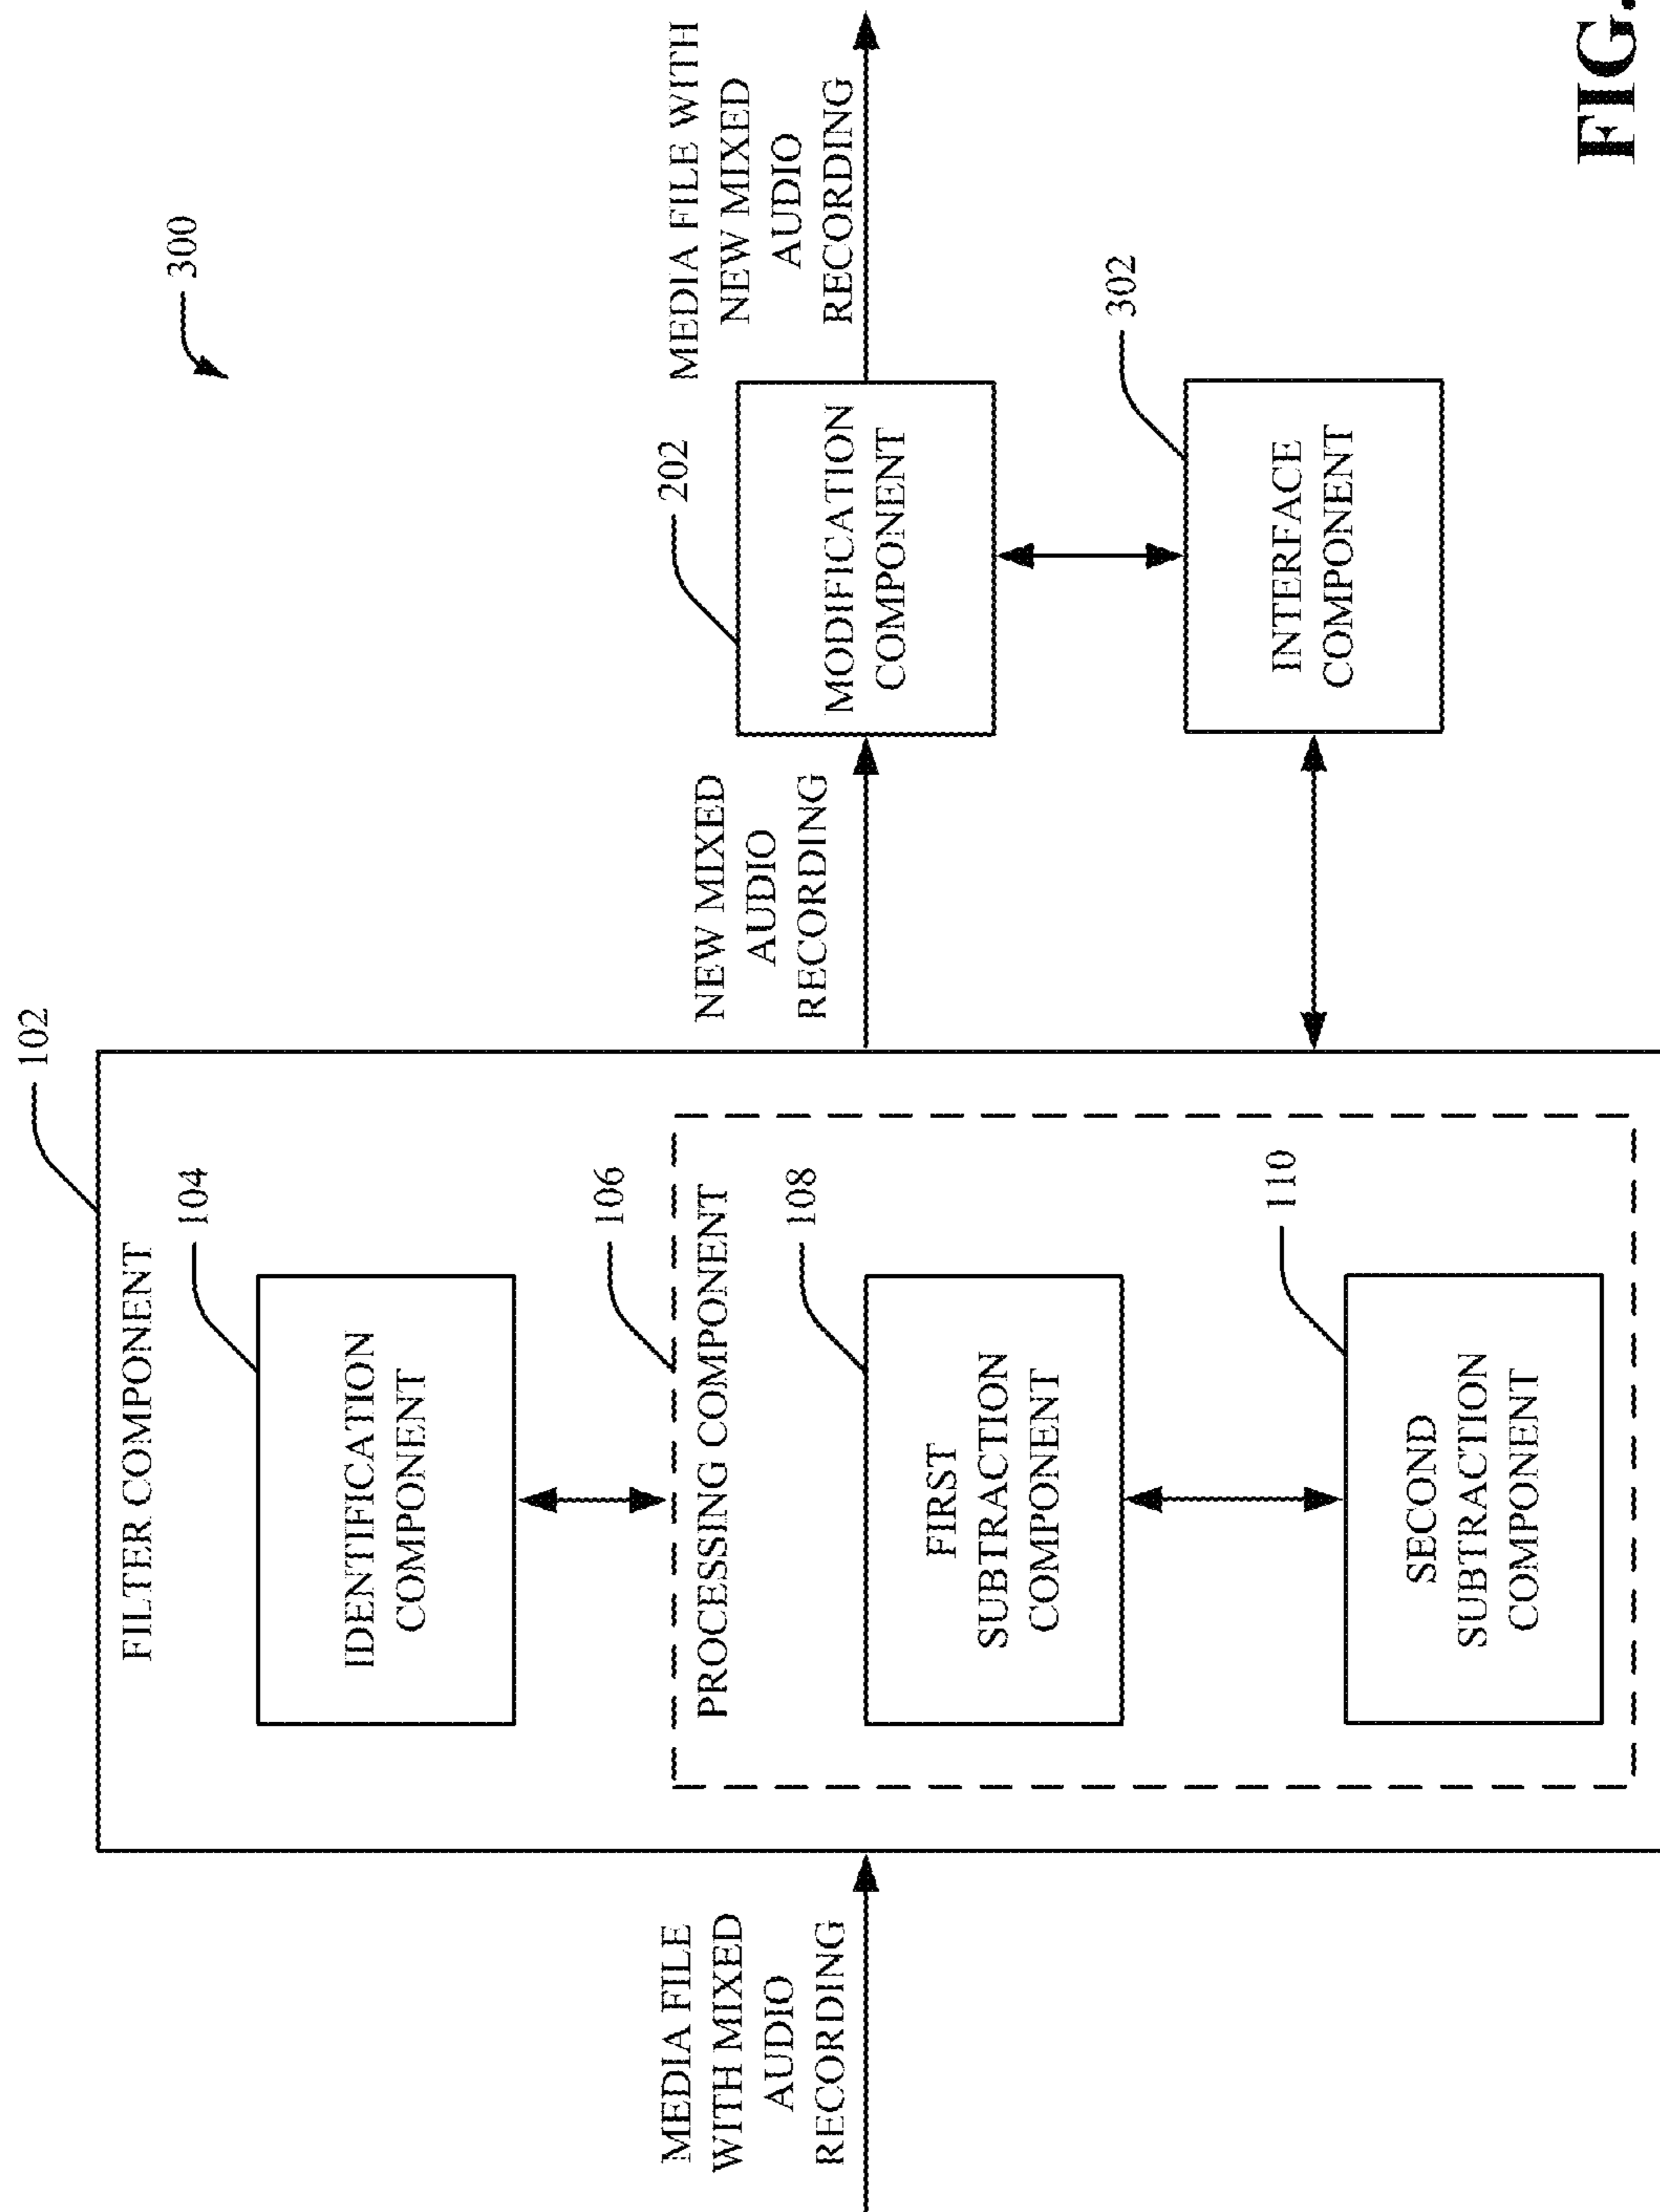 300
102
FILTER COMPONENT
104
IDENTIFICATION
COMPONENT
106
PROCESSING COMPONENT
108
FIRST
SUBTRACTION
COMPONENT
110
SECOND
SUBTRACTION
COMPONENT
MEDIA FILE
WITH MIXED
AUDIO
RECORDING
NEW MIXED
AUDIO
RECORDING
202
MODIFICATION
COMPONENT
MEDIA FILE WITH
NEW MIXED
AUDIO
RECORDING
302
INTERFACE
COMPONENT
FIG.